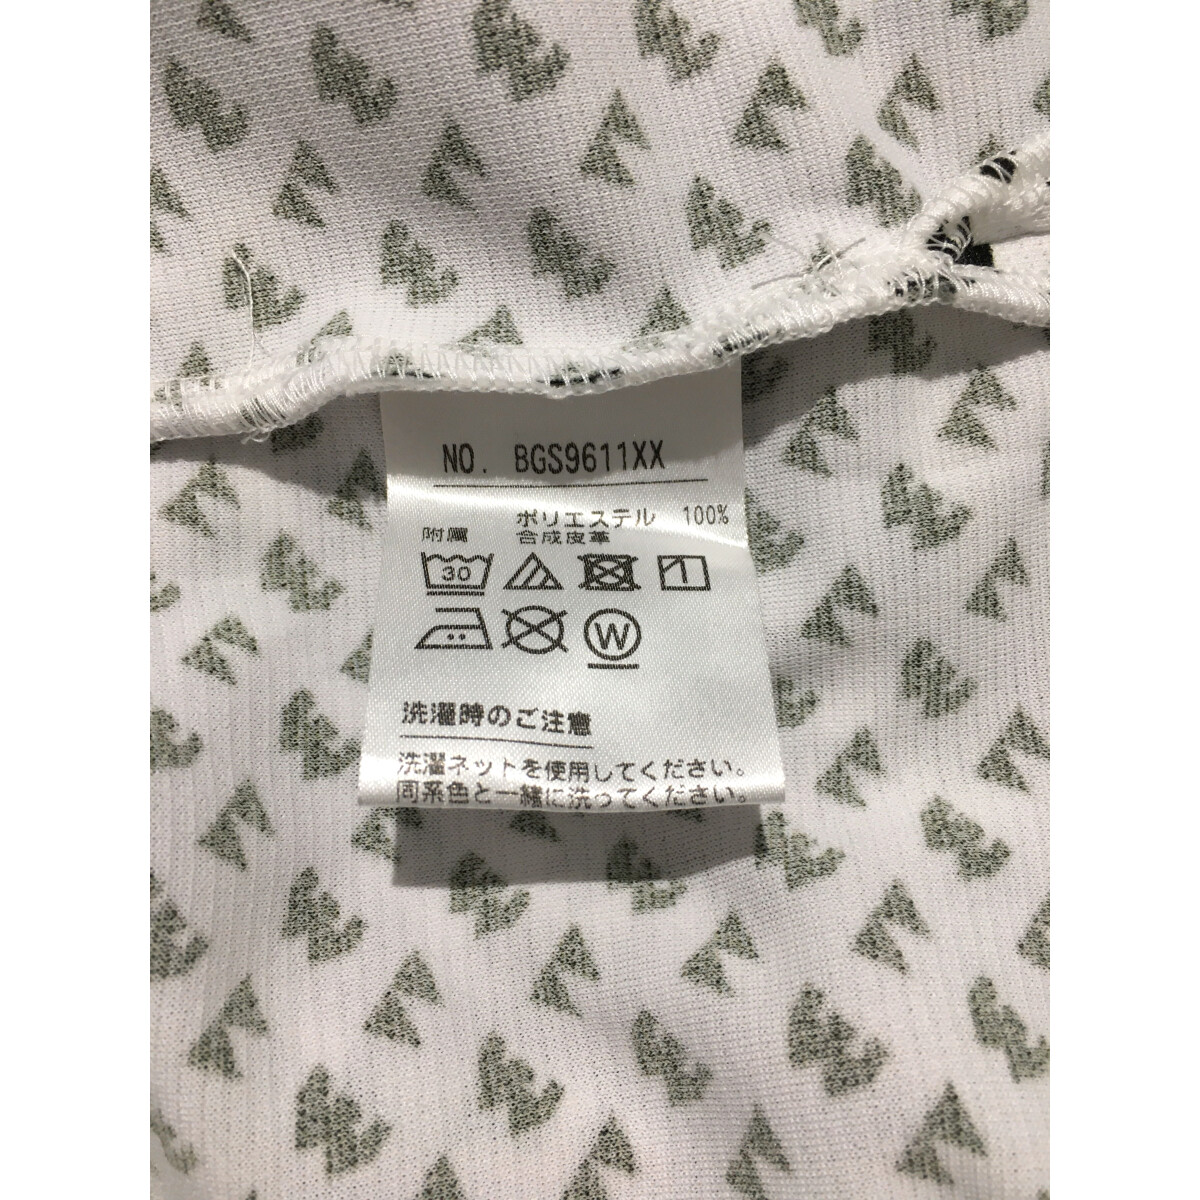 NO. BGS9611XX
ポリエステル 100%
附属 合成皮革
30
W
洗濯時のご注意
洗濯ネットを使用してください。
同系色と一緒に洗ってください。